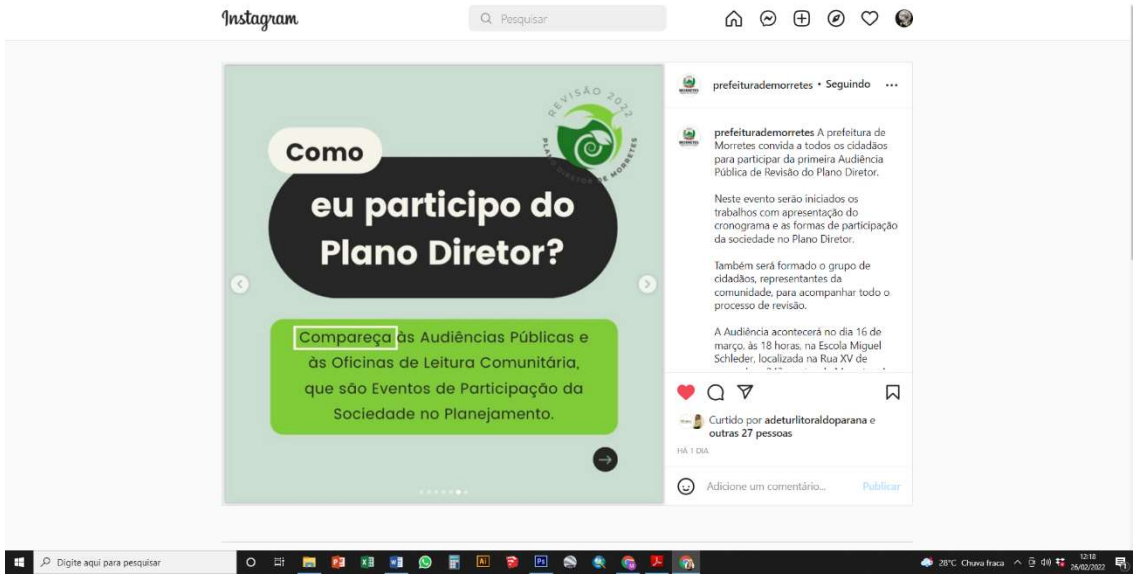 Instagram
Pesquisar
REVISÃO 2022
PLANO DIRETOR DE MORRETES
Como
eu participo do
Plano Diretor?
Compareça às Audiências Públicas e
às Oficinas de Leitura Comunitária,
que são Eventos de Participação da
Sociedade no Planejamento.
prefeiturademorretes • Seguindo
prefeiturademorretes A prefeitura de
Morretes convida a todos os cidadãos
para participar da primeira Audiência
Pública de Revisão do Plano Diretor.
Neste evento serão iniciados os
trabalhos com apresentação do
cronograma e as formas de participação
da sociedade no Plano Diretor.
Também será formado o grupo de
cidadãos, representantes da
comunidade, para acompanhar todo o
processo de revisão.
A Audiência acontecerá no dia 16 de
março, às 18 horas, na Escola Miguel
Schleder, localizada na Rua XV de
Curtido por adeturlitoraldoparana e
outras 27 pessoas
HÁ 1 DIA
Adicione um comentário...
Publicar
Digite aqui para pesquisar
28°C Chuva fraca
12:18
26/02/2022